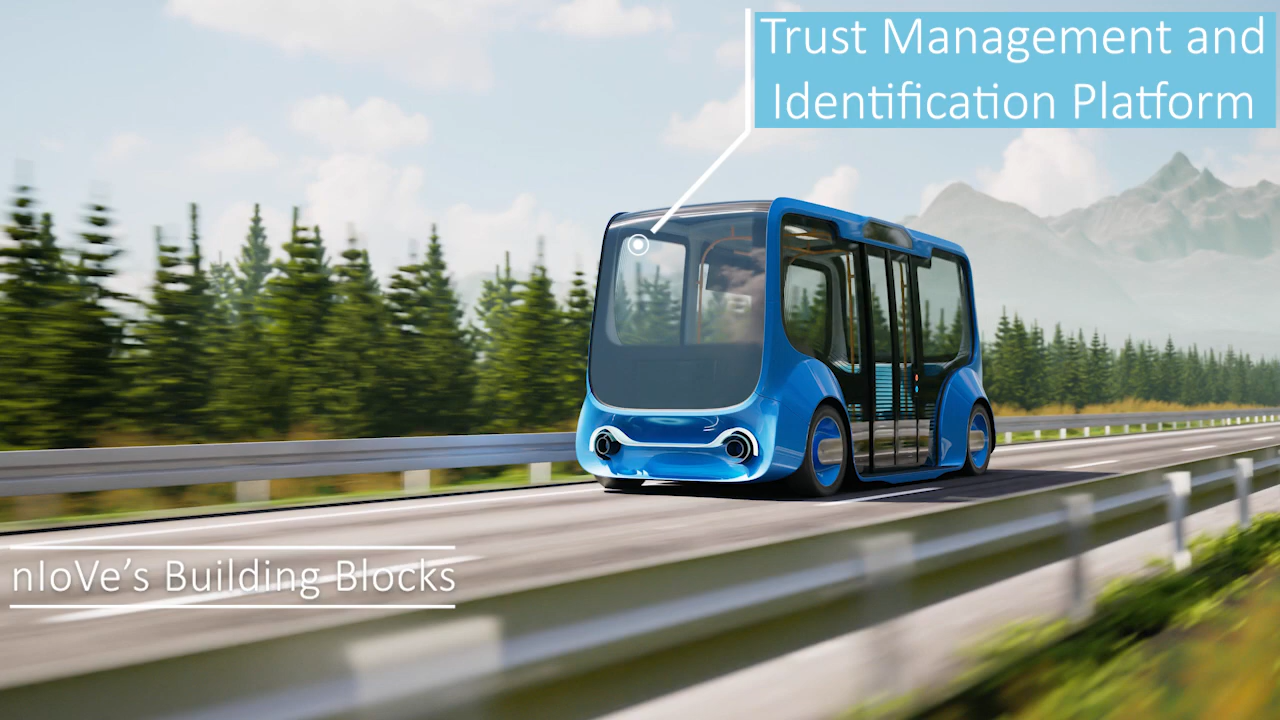 Trust Management and
Identification Platform
nIoVe's Building Blocks